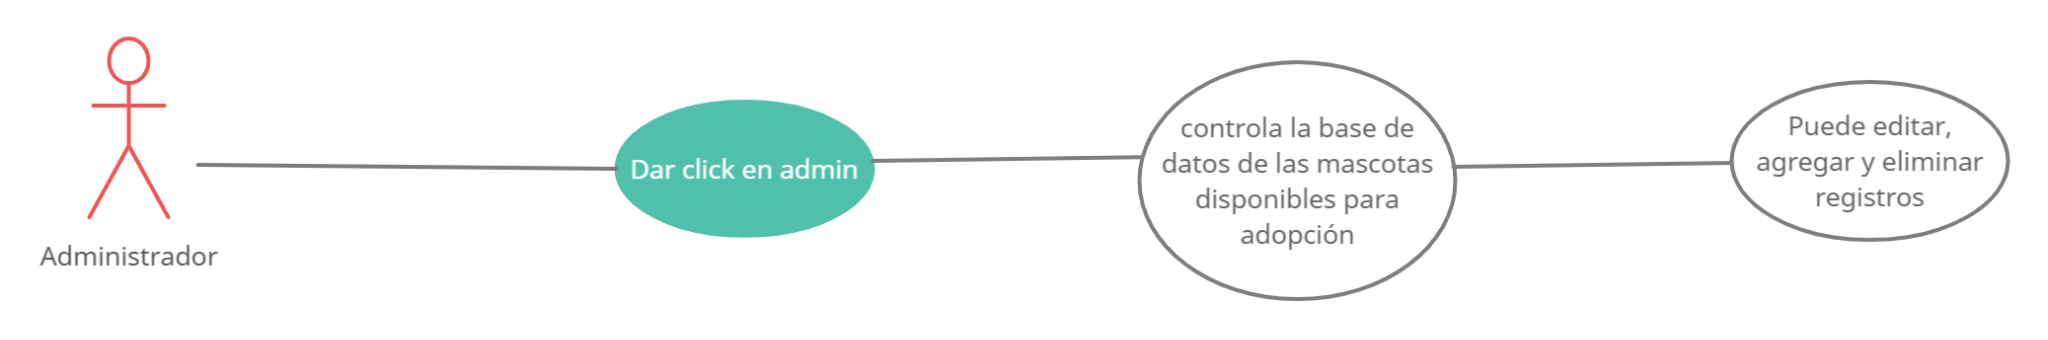 Administrador
Dar click en admin
controla la base de
datos de las mascotas
disponibles para
adopción
Puede editar,
agregar y eliminar
registros